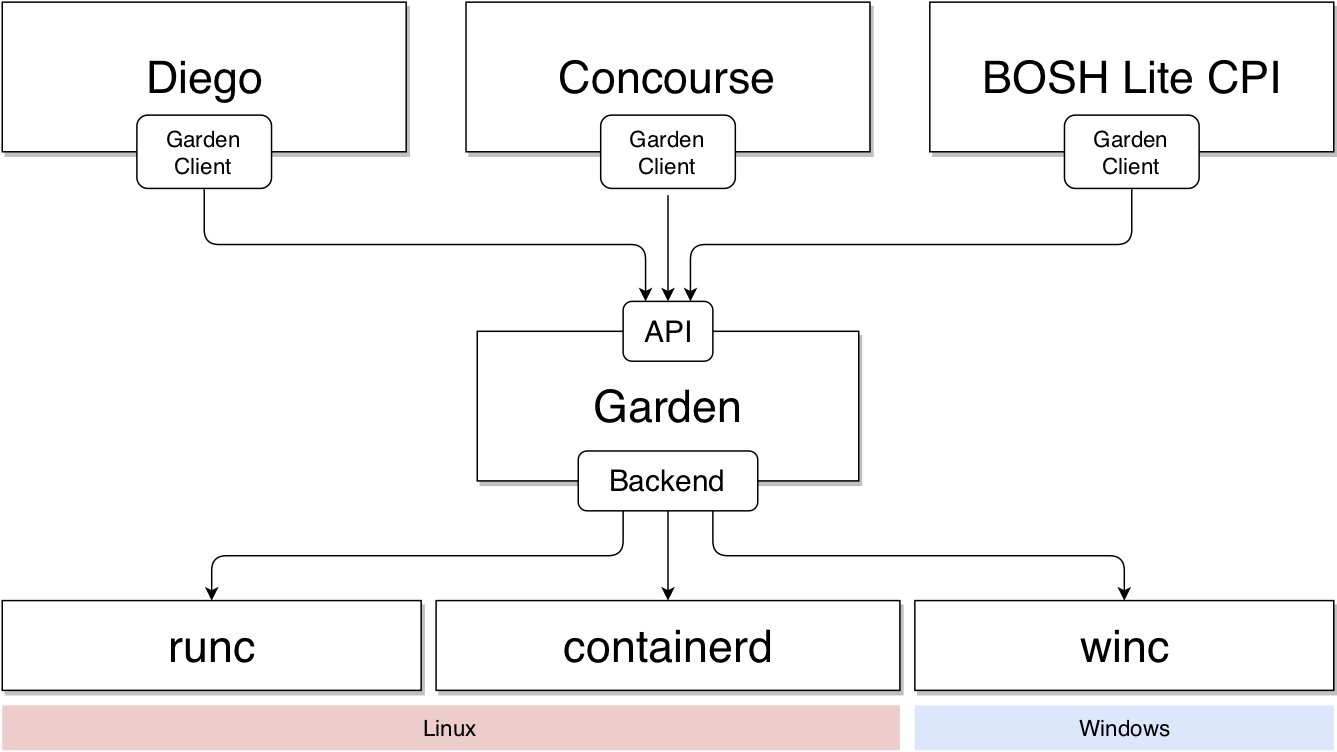 Diego
Garden
Client
Concourse
Garden
Client
BOSH Lite CPI
Garden
Client
API
Garden
Backend
runc
containerd
winc
Linux
Windows